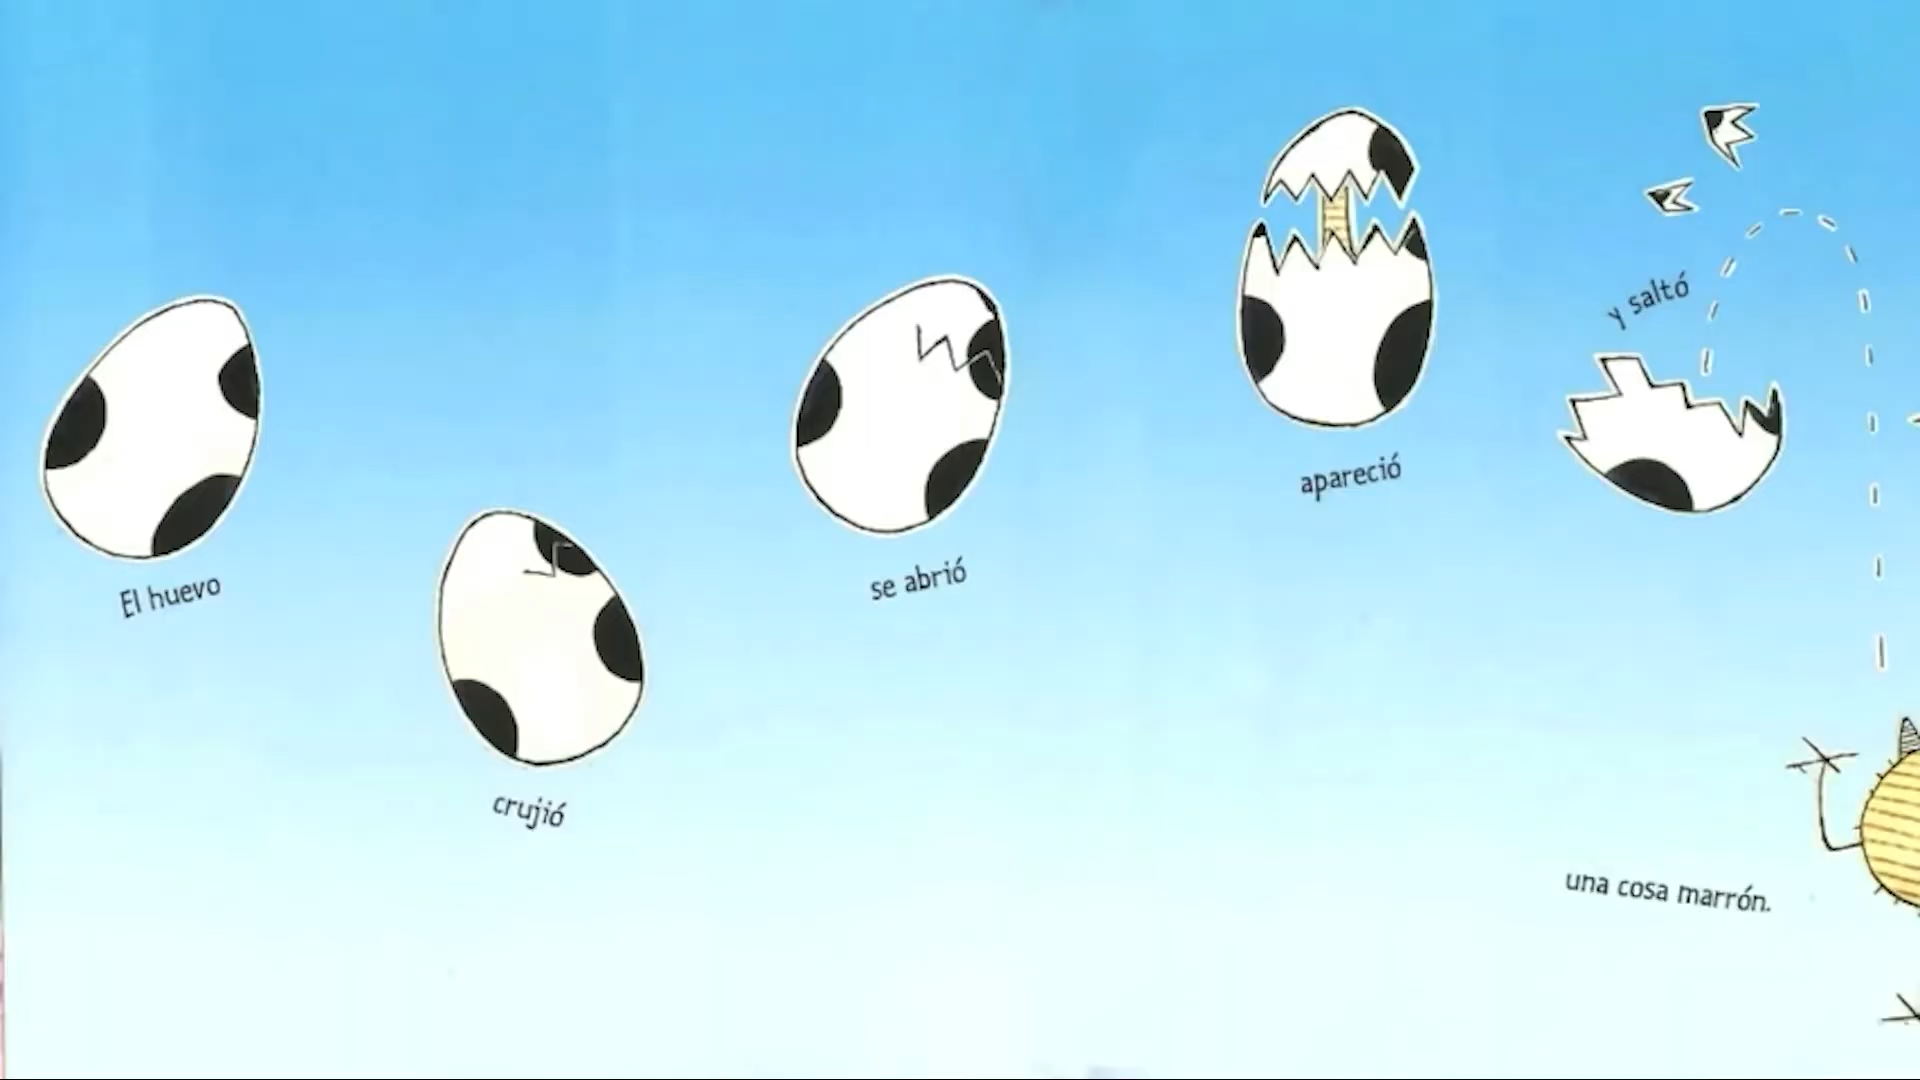 El huevo
crujió
se abrió
apareció
y saltó
una cosa marrón.